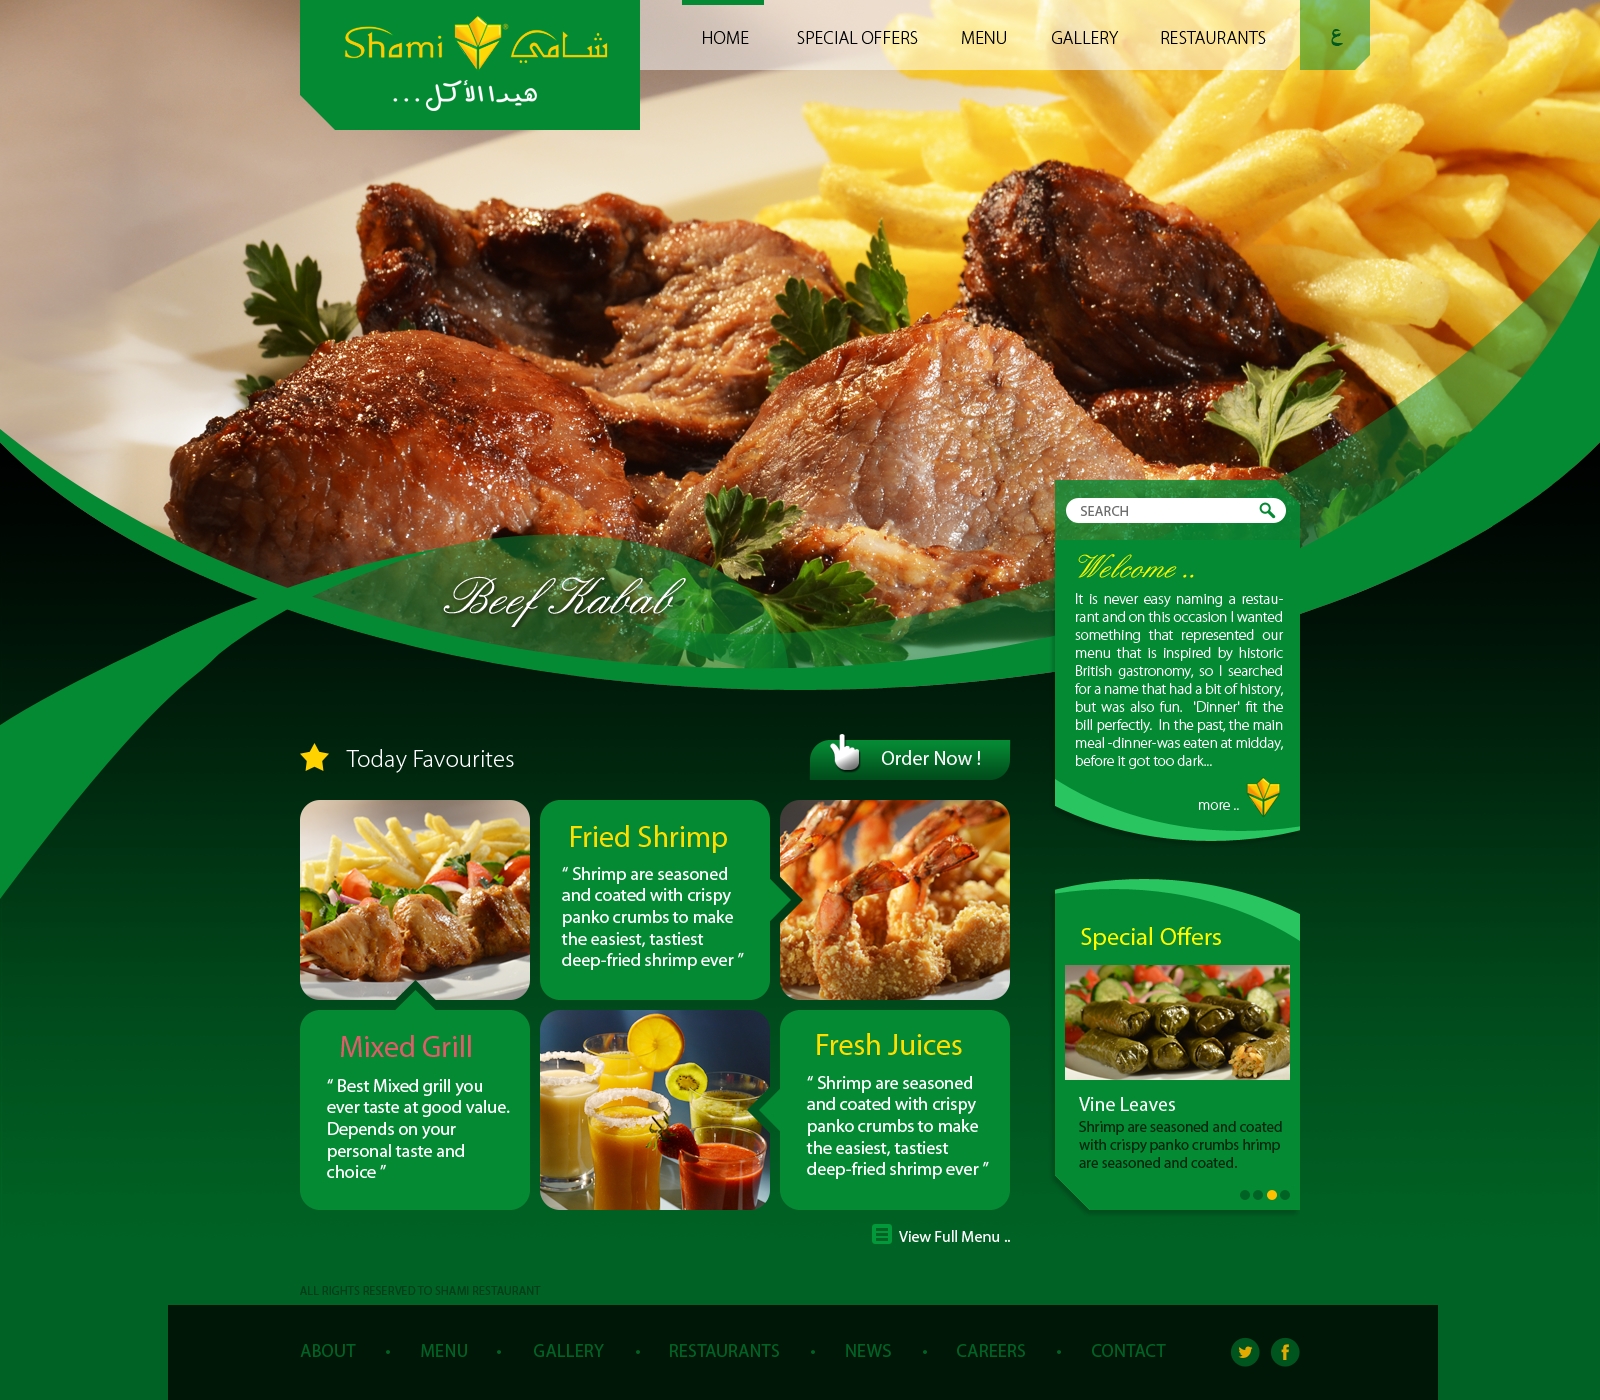 Shami شامي
هيدا الأكل...
HOME SPECIAL OFFERS MENU GALLERY RESTAURANTS ع
SEARCH
Beef Kabab
Welcome ..
It is never easy naming a restau-
rant and on this occasion I wanted
something that represented our
menu that is inspired by historic
British gastronomy, so I searched
for a name that had a bit of history,
but was also fun. 'Dinner' fit the
bill perfectly. In the past, the main
meal -dinner-was eaten at midday,
before it got too dark...
more ..
Today Favourites
Order Now !
Fried Shrimp
“ Shrimp are seasoned
and coated with crispy
panko crumbs to make
the easiest, tastiest
deep-fried shrimp ever ”
Mixed Grill
“ Best Mixed grill you
ever taste at good value.
Depends on your
personal taste and
choice ”
Fresh Juices
“ Shrimp are seasoned
and coated with crispy
panko crumbs to make
the easiest, tastiest
deep-fried shrimp ever ”
View Full Menu ..
Special Offers
Vine Leaves
Shrimp are seasoned and coated
with crispy panko crumbs hrimp
are seasoned and coated.
ALL RIGHTS RESERVED TO SHAMI RESTAURANT
ABOUT • MENU • GALLERY • RESTAURANTS • NEWS • CAREERS • CONTACT